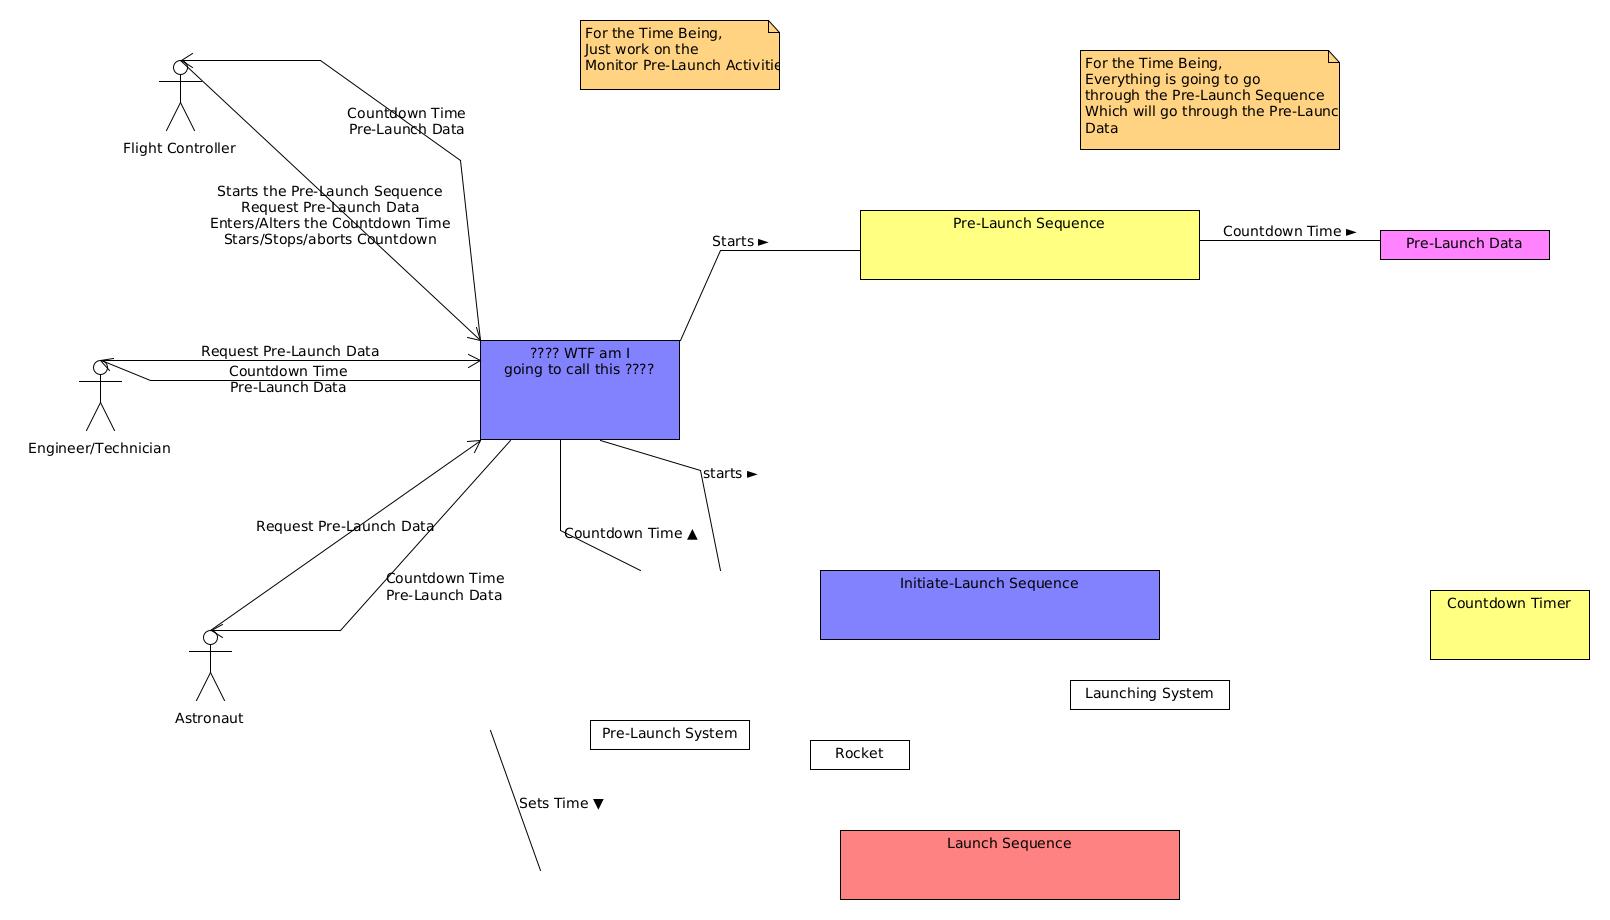 For the Time Being,
Just work on the
Monitor Pre-Launch Activitie
For the Time Being,
Everything is going to go
through the Pre-Launch Sequence
Which will go through the Pre-Launc
Data
Countdown Time
Pre-Launch Data
Flight Controller
Starts the Pre-Launch Sequence
Request Pre-Launch Data
Enters/Alters the Countdown Time
Stars/Stops/aborts Countdown
Starts ►
Pre-Launch Sequence
Countdown Time ►
Pre-Launch Data
Request Pre-Launch Data
Countdown Time
Pre-Launch Data
Engineer/Technician
???? WTF am I
going to call this ????
starts ►
Countdown Time ▲
Request Pre-Launch Data
Countdown Time
Pre-Launch Data
Astronaut
Initiate-Launch Sequence
Countdown Timer
Launching System
Pre-Launch System
Rocket
Sets Time ▼
Launch Sequence